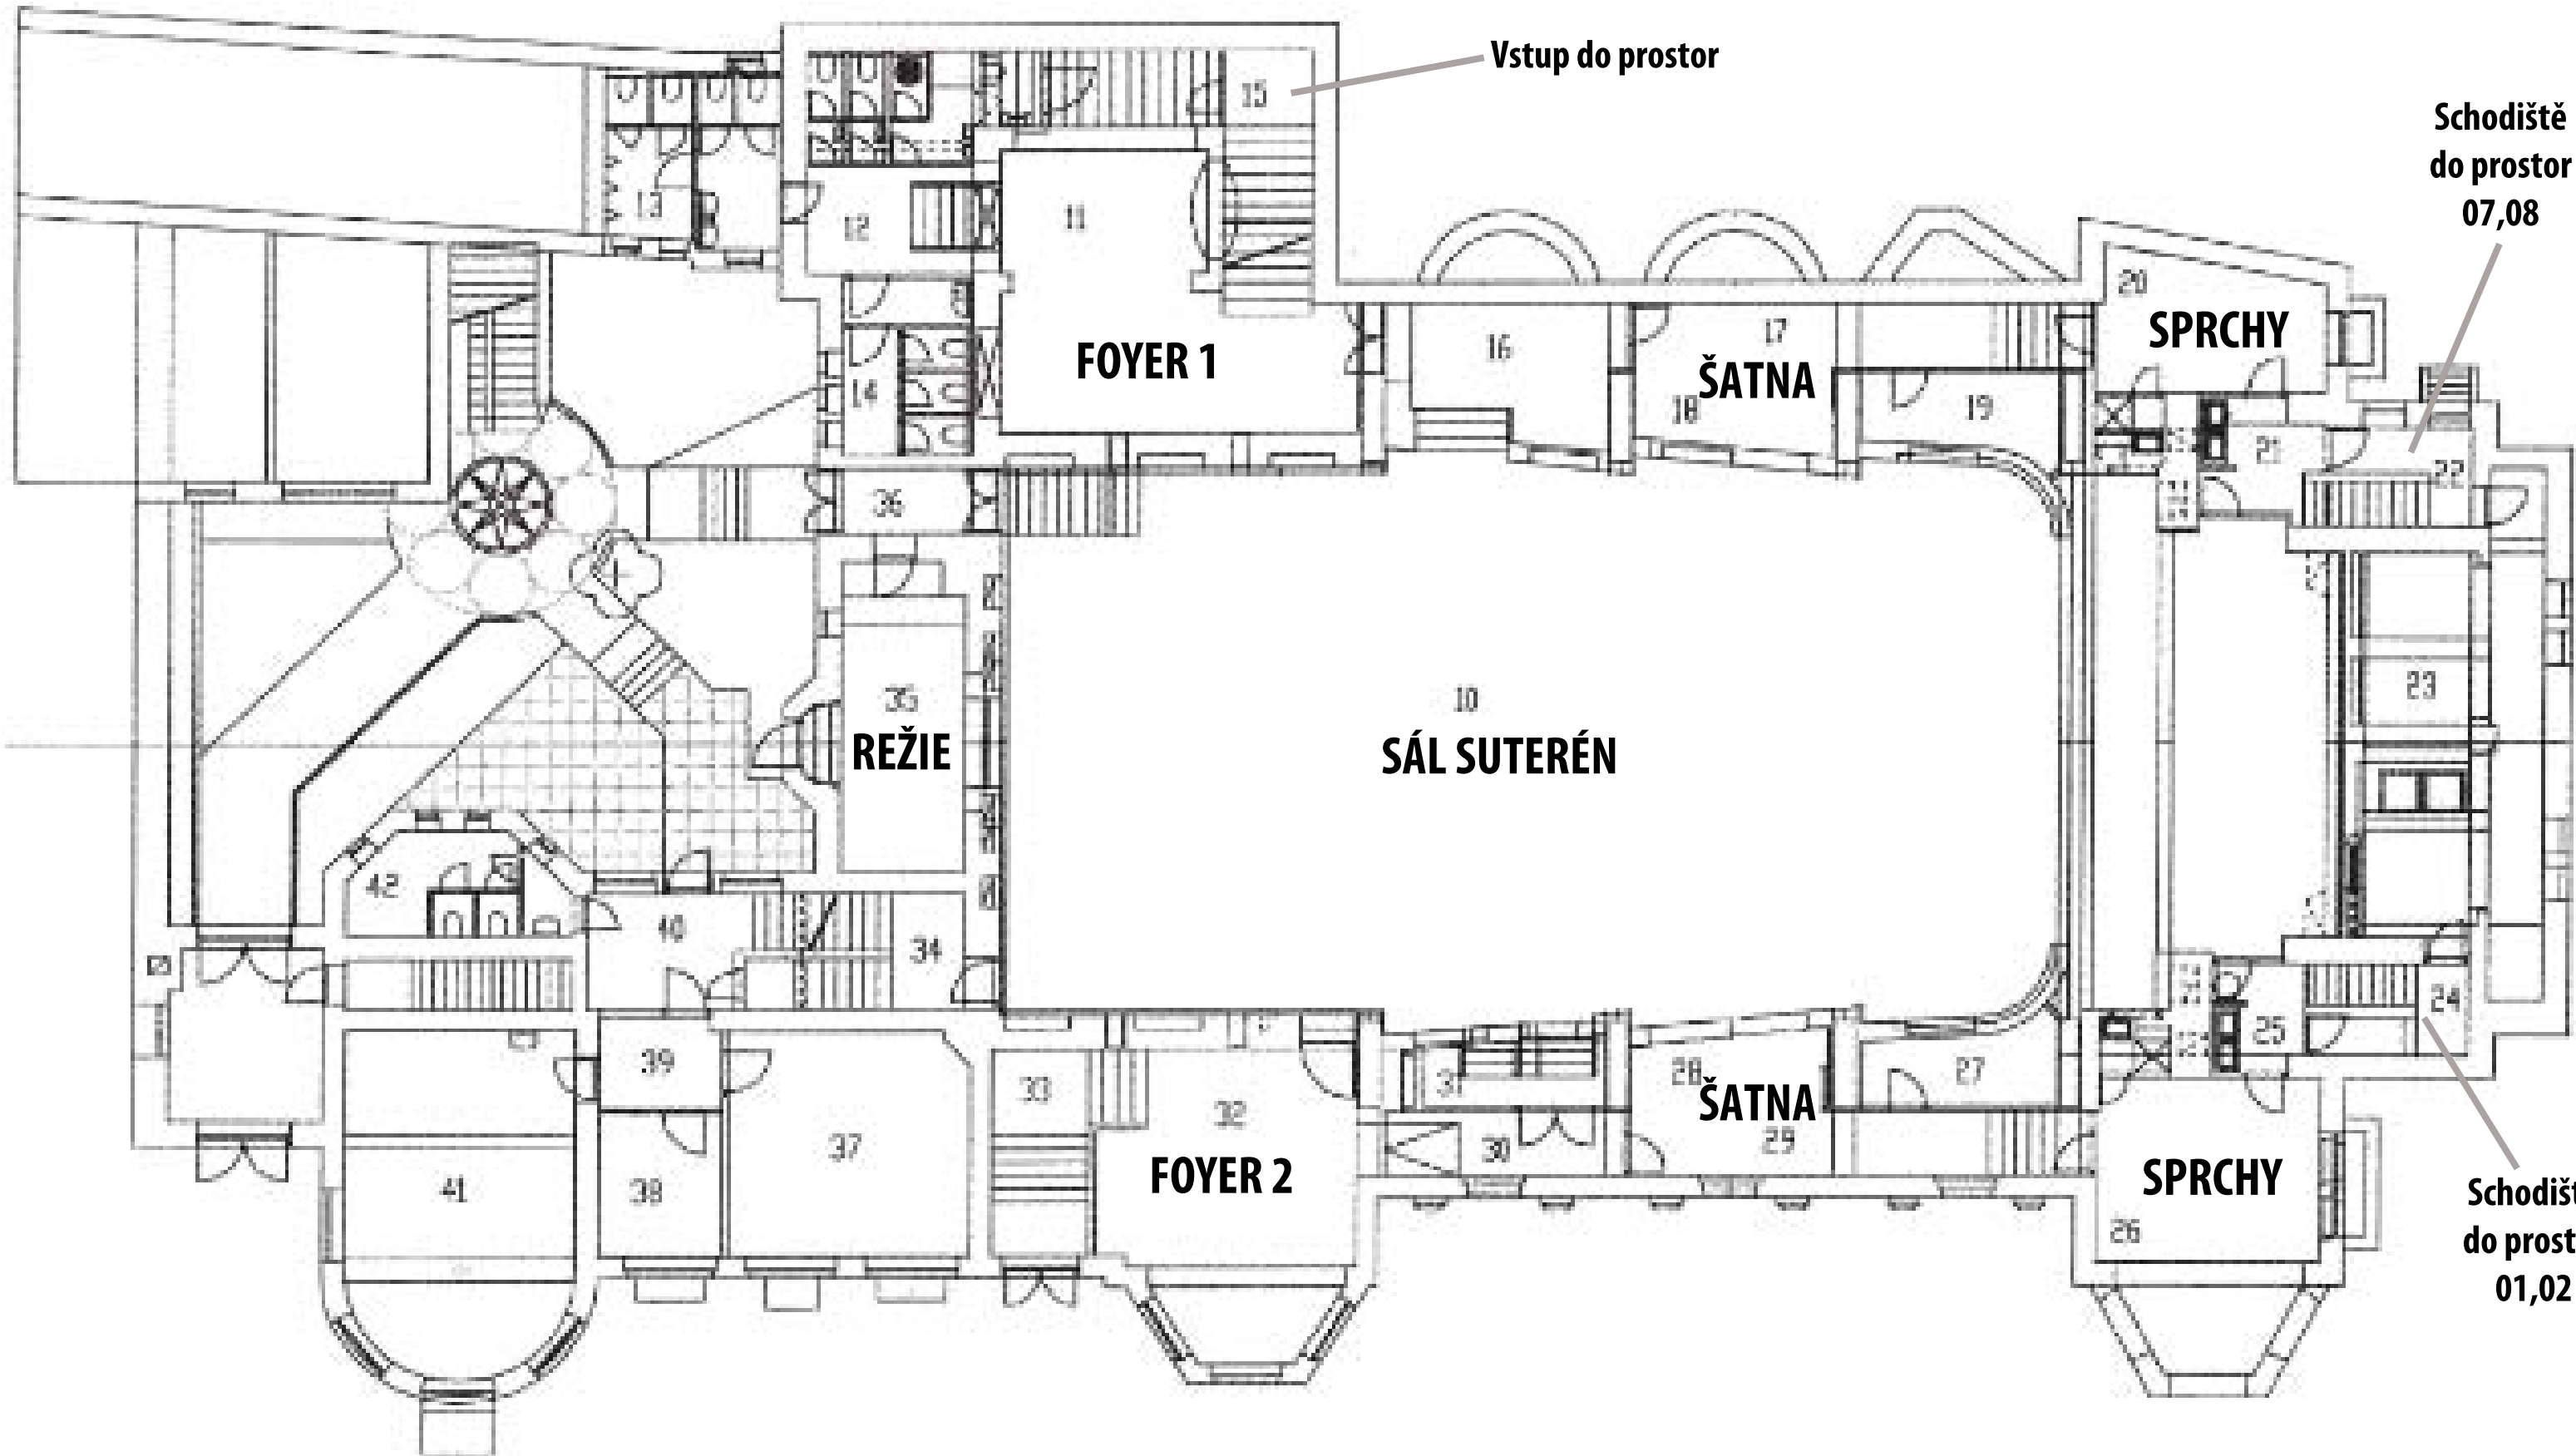 Vstup do prostor
15
Schodiště
do prostor
07,08
13
12
11
20
SPRCHY
FOYER 1
16
17
ŠATNA
18
19
14
21
22
36
23
35
REŽIE
10
SÁL SUTERÉN
42
40
34
24
25
39
33
31
28
ŠATNA
27
32
37
30
29
FOYER 2
SPRCHY
41
38
26
Schodišt
do prost
01,02